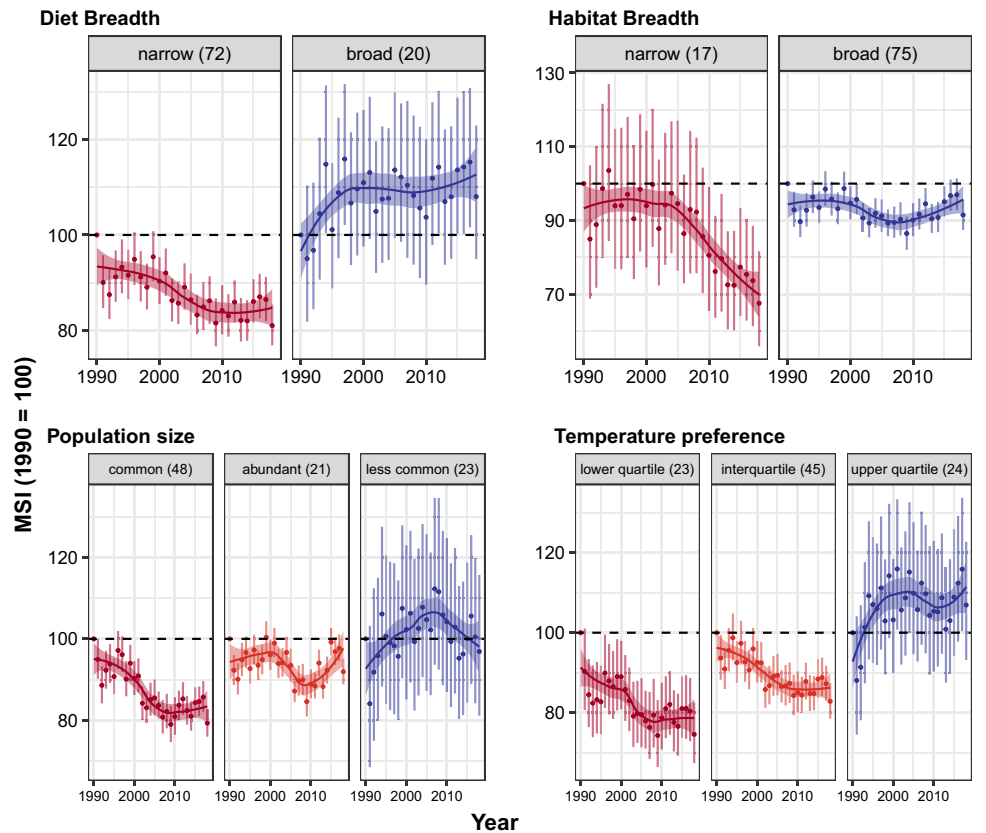 Diet Breadth
narrow (72)
broad (20)
120
100
80
1990 2000 2010
1990 2000 2010
Habitat Breadth
narrow (17)
broad (75)
130
110
90
70
1990 2000 2010
1990 2000 2010
MSI (1990 = 100)
Population size
common (48)
abundant (21)
less common (23)
120
100
80
1990 2000 2010
1990 2000 2010
1990 2000 2010
Temperature preference
lower quartile (23)
interquartile (45)
upper quartile (24)
120
100
80
1990 2000 2010
1990 2000 2010
1990 2000 2010
Year